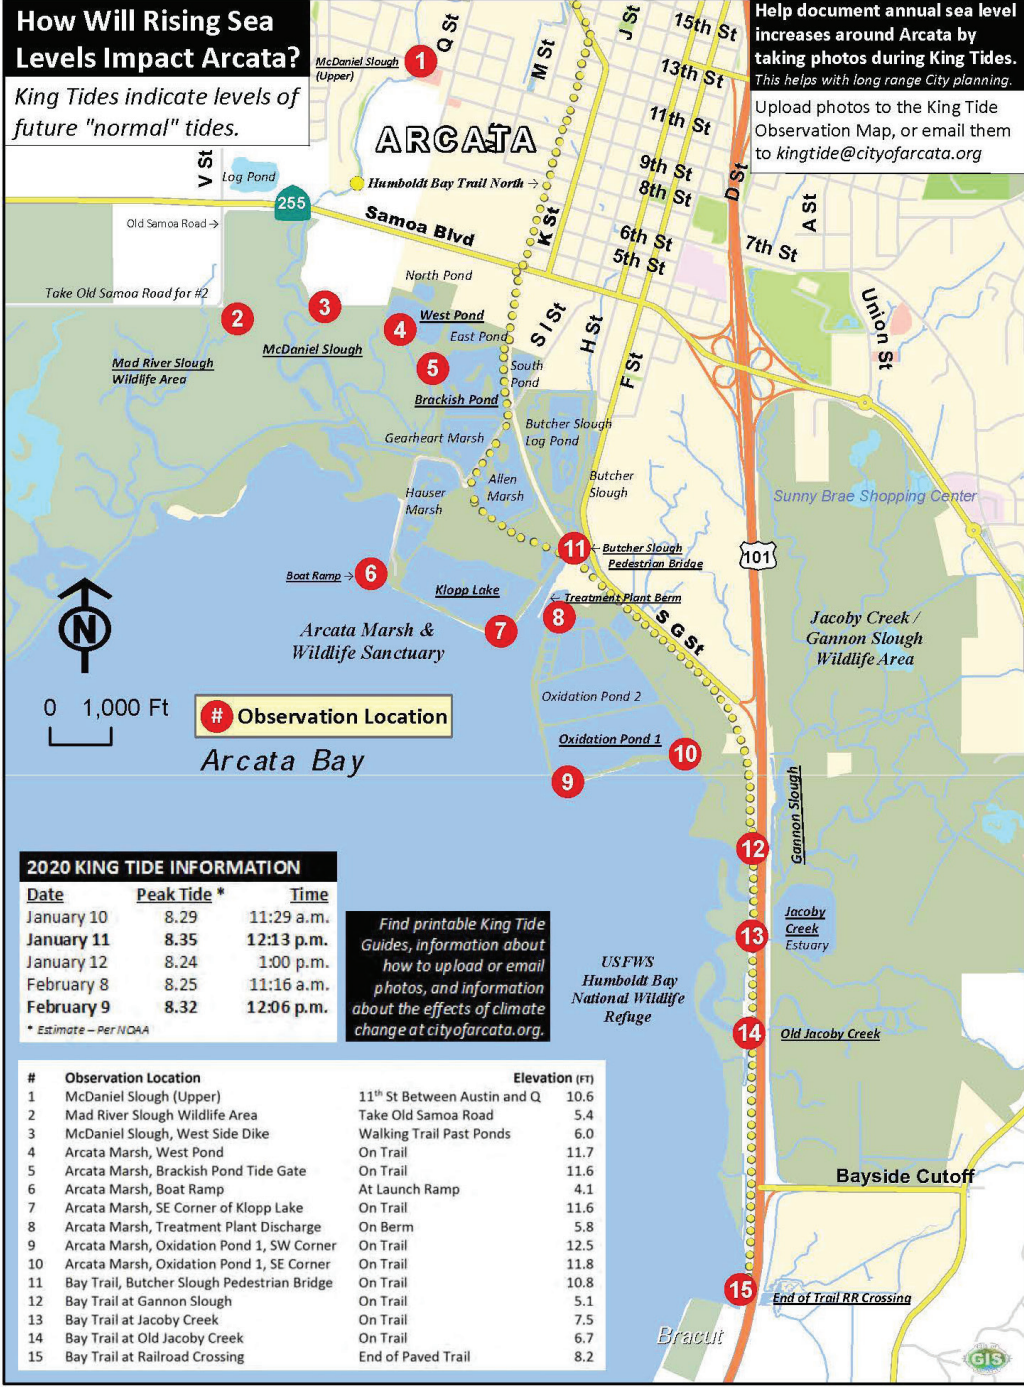 How Will Rising Sea
Levels Impact Arcata?
King Tides indicate levels of
future "normal" tides.
Help document annual sea level
increases around Arcata by
taking photos during King Tides.
This helps with long range City planning.
Upload photos to the King Tide
Observation Map, or email them
to kingtide@cityofarcata.org
McDaniel Slough
(Upper)
1
Q St
M St
J St
15th St
13th St
11th St
9th St
8th St
6th St
5th St
7th St
D St
A St
Union St
ARCATA
V St
Log Pond
255
Humboldt Bay Trail North →
Old Samoa Road →
Samoa Blvd
K St
Take Old Samoa Road for #2
North Pond
2
3
4
West Pond
East Pond
S I St
H St
F St
Mad River Slough
Wildlife Area
McDaniel Slough
5
South
Pond
Brackish Pond
Gearheart Marsh
Butcher Slough
Log Pond
Hauser
Marsh
Allen
Marsh
Butcher
Slough
Sunny Brae Shopping Center
101
11
← Butcher Slough
Pedestrian Bridge
Boat Ramp →
6
Klopp Lake
← Treatment Plant Berm
7
8
S G St
N
Arcata Marsh &
Wildlife Sanctuary
Jacoby Creek /
Gannon Slough
Wildlife Area
0 1,000 Ft
# Observation Location
Oxidation Pond 2
Oxidation Pond 1
10
9
Arcata Bay
Gannon Slough
12
Jacoby
Creek
Estuary
13
14
Old Jacoby Creek
USFWS
Humboldt Bay
National Wildlife
Refuge
Bayside Cutoff
15
End of Trail RR Crossing
Bracut
GIS
2020 KING TIDE INFORMATION
Date Peak Tide * Time
January 10 8.29 11:29 a.m.
January 11 8.35 12:13 p.m.
January 12 8.24 1:00 p.m.
February 8 8.25 11:16 a.m.
February 9 8.32 12:06 p.m.
* Estimate – Per NOAA
Find printable King Tide
Guides, information about
how to upload or email
photos, and information
about the effects of climate
change at cityofarcata.org.
# Observation Location Elevation (FT)
1 McDaniel Slough (Upper) 11th St Between Austin and Q 10.6
2 Mad River Slough Wildlife Area Take Old Samoa Road 5.4
3 McDaniel Slough, West Side Dike Walking Trail Past Ponds 6.0
4 Arcata Marsh, West Pond On Trail 11.7
5 Arcata Marsh, Brackish Pond Tide Gate On Trail 11.6
6 Arcata Marsh, Boat Ramp At Launch Ramp 4.1
7 Arcata Marsh, SE Corner of Klopp Lake On Trail 11.6
8 Arcata Marsh, Treatment Plant Discharge On Berm 5.8
9 Arcata Marsh, Oxidation Pond 1, SW Corner On Trail 12.5
10 Arcata Marsh, Oxidation Pond 1, SE Corner On Trail 11.8
11 Bay Trail, Butcher Slough Pedestrian Bridge On Trail 10.8
12 Bay Trail at Gannon Slough On Trail 5.1
13 Bay Trail at Jacoby Creek On Trail 7.5
14 Bay Trail at Old Jacoby Creek On Trail 6.7
15 Bay Trail at Railroad Crossing End of Paved Trail 8.2